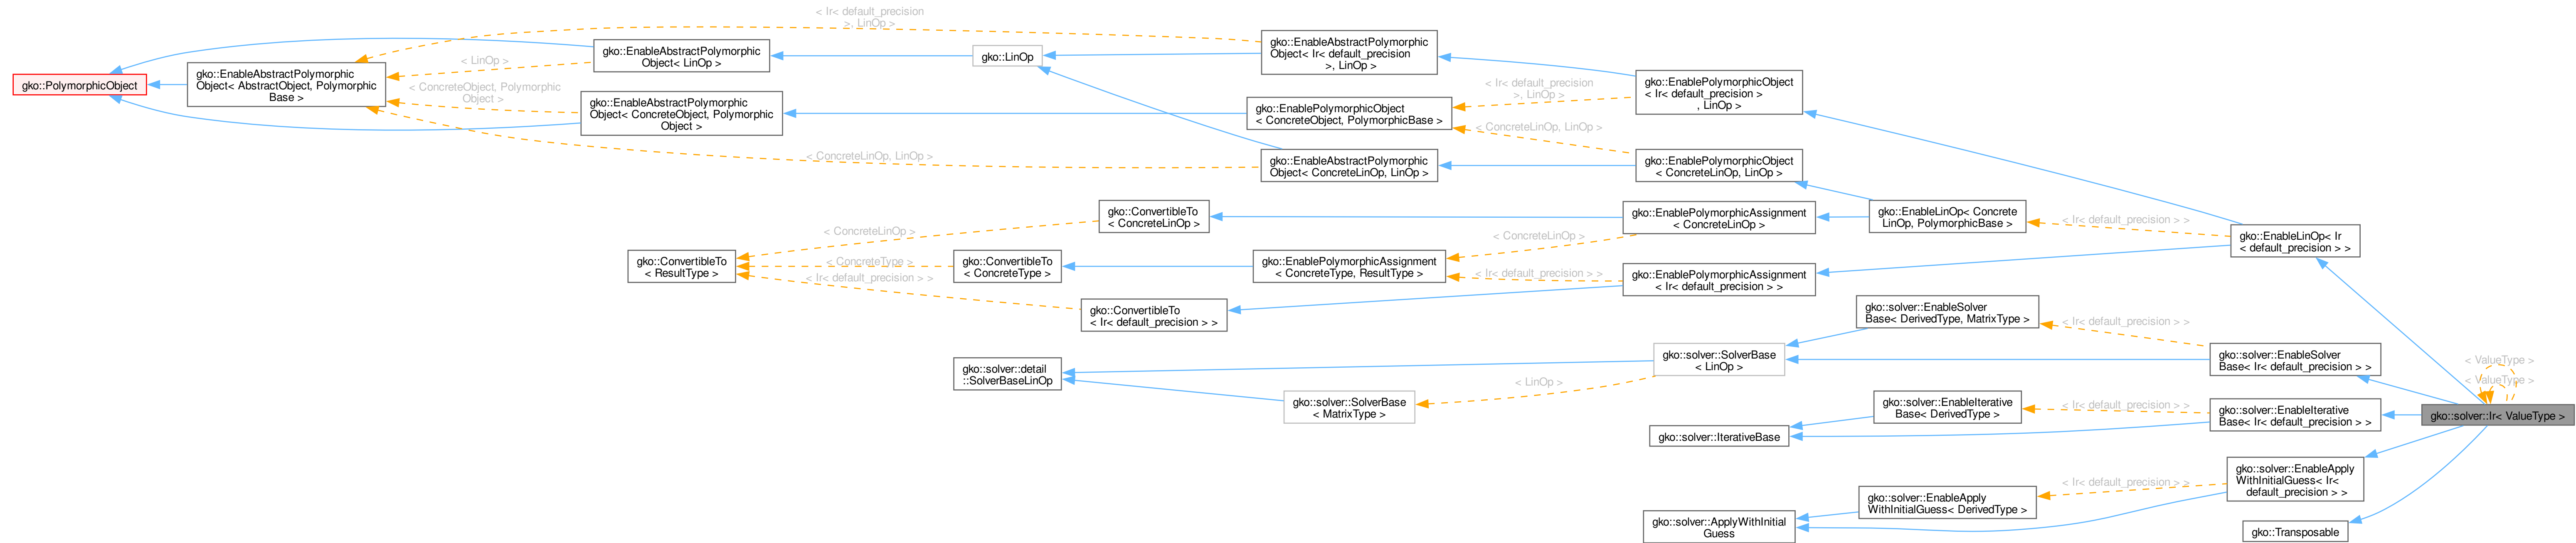 gko::PolymorphicObject
gko::EnableAbstractPolymorphic
Object< AbstractObject, Polymorphic
Base >
< Ir< default_precision
>, LinOp >
< LinOp >
< ConcreteObject, Polymorphic
Object >
< ConcreteLinOp, LinOp >
gko::EnableAbstractPolymorphic
Object< LinOp >
gko::EnableAbstractPolymorphic
Object< ConcreteObject, Polymorphic
Object >
gko::LinOp
gko::EnableAbstractPolymorphic
Object< Ir< default_precision
>, LinOp >
gko::EnablePolymorphicObject
< ConcreteObject, PolymorphicBase >
gko::EnableAbstractPolymorphic
Object< ConcreteLinOp, LinOp >
< Ir< default_precision
>, LinOp >
< ConcreteLinOp, LinOp >
gko::EnablePolymorphicObject
< Ir< default_precision >
, LinOp >
gko::EnablePolymorphicObject
< ConcreteLinOp, LinOp >
gko::ConvertibleTo
< ResultType >
< ConcreteLinOp >
< ConcreteType >
< Ir< default_precision > >
gko::ConvertibleTo
< ConcreteLinOp >
gko::ConvertibleTo
< ConcreteType >
gko::ConvertibleTo
< Ir< default_precision > >
gko::EnablePolymorphicAssignment
< ConcreteType, ResultType >
< ConcreteLinOp >
< Ir< default_precision > >
gko::EnablePolymorphicAssignment
< ConcreteLinOp >
gko::EnablePolymorphicAssignment
< Ir< default_precision > >
gko::EnableLinOp< Concrete
LinOp, PolymorphicBase >
< Ir< default_precision > >
gko::EnableLinOp< Ir
< default_precision > >
gko::solver::detail
::SolverBaseLinOp
gko::solver::SolverBase
< MatrixType >
< LinOp >
gko::solver::SolverBase
< LinOp >
gko::solver::EnableSolver
Base< DerivedType, MatrixType >
< Ir< default_precision > >
gko::solver::EnableSolver
Base< Ir< default_precision > >
gko::solver::IterativeBase
gko::solver::EnableIterative
Base< DerivedType >
< Ir< default_precision > >
gko::solver::EnableIterative
Base< Ir< default_precision > >
gko::solver::ApplyWithInitial
Guess
gko::solver::EnableApply
WithInitialGuess< DerivedType >
< Ir< default_precision > >
gko::solver::EnableApply
WithInitialGuess< Ir<
default_precision > >
gko::Transposable
< ValueType >
< ValueType >
gko::solver::Ir< ValueType >